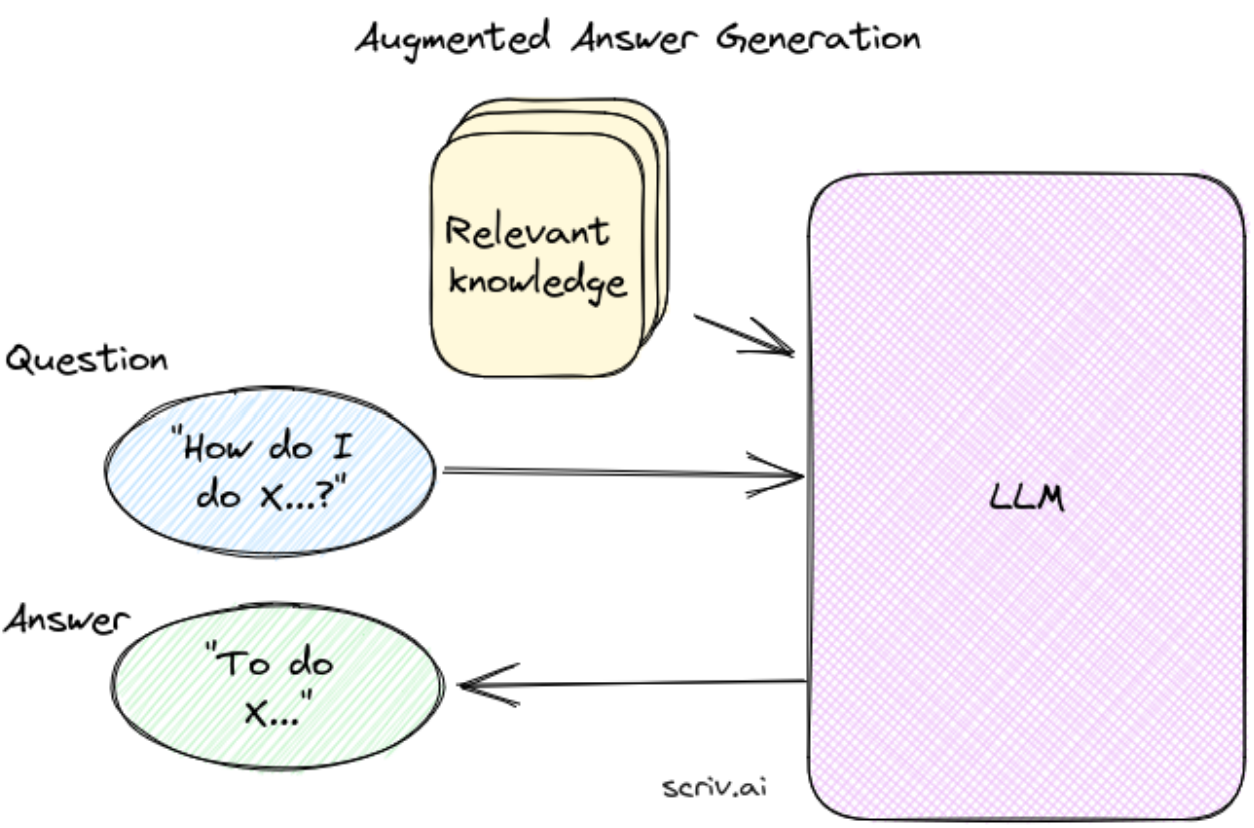 Augmented Answer Generation
Relevant
knowledge
Question
"How do I
do X...?"
LLM
Answer
"To do
X..."
scriv.ai